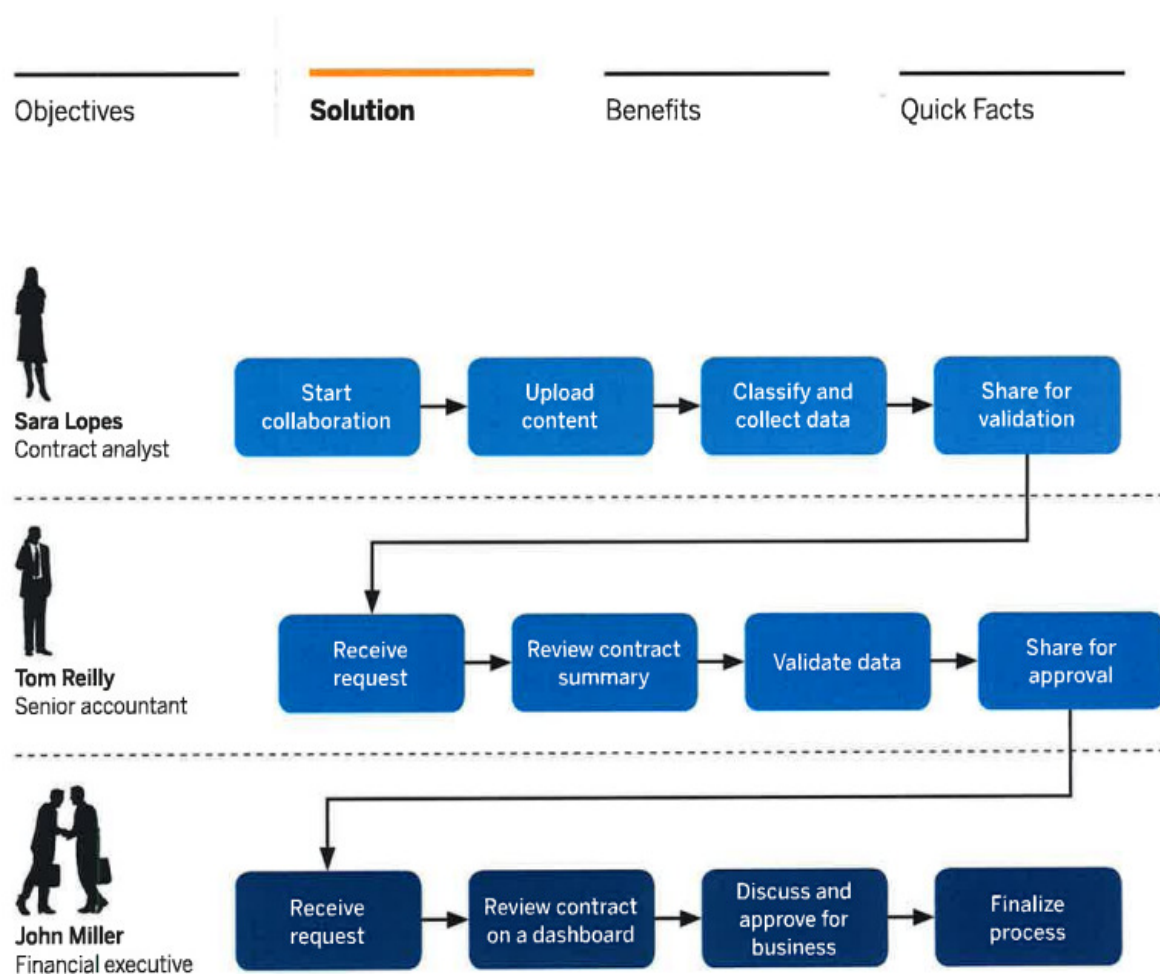 Objectives
Solution
Benefits
Quick Facts
Sara Lopes
Contract analyst
Start
collaboration
Upload
content
Classify and
collect data
Share for
validation
Tom Reilly
Senior accountant
Receive
request
Review contract
summary
Validate data
Share for
approval
John Miller
Financial executive
Receive
request
Review contract
on a dashboard
Discuss and
approve for
business
Finalize
process